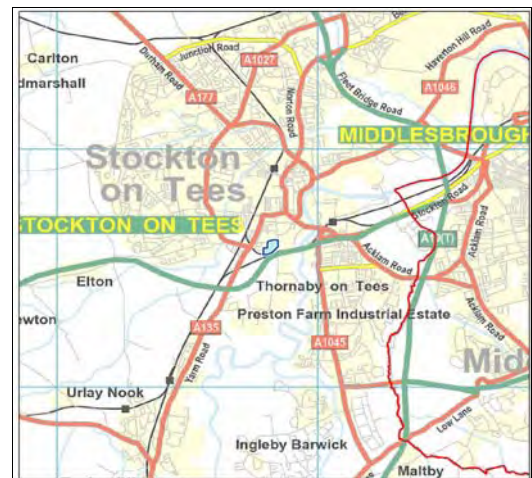 Carlton
dmarshall
Durham Road
Junction Road
A1027
A177
Norton Road
Fleet Bridge Road
Haverton Hill Road
A1046
MIDDLESBROUGH
Stockton
on Tees
STOCKTON ON TEES
Stockton Road
Acklam Road
Acklam Road
Elton
Thornaby on Tees
ewton
Preston Farm Industrial Estate
Acklam Road
A135
A1045
Yarm Road
Mid
Urlay Nook
Low Lane
Ingleby Barwick
Maltby